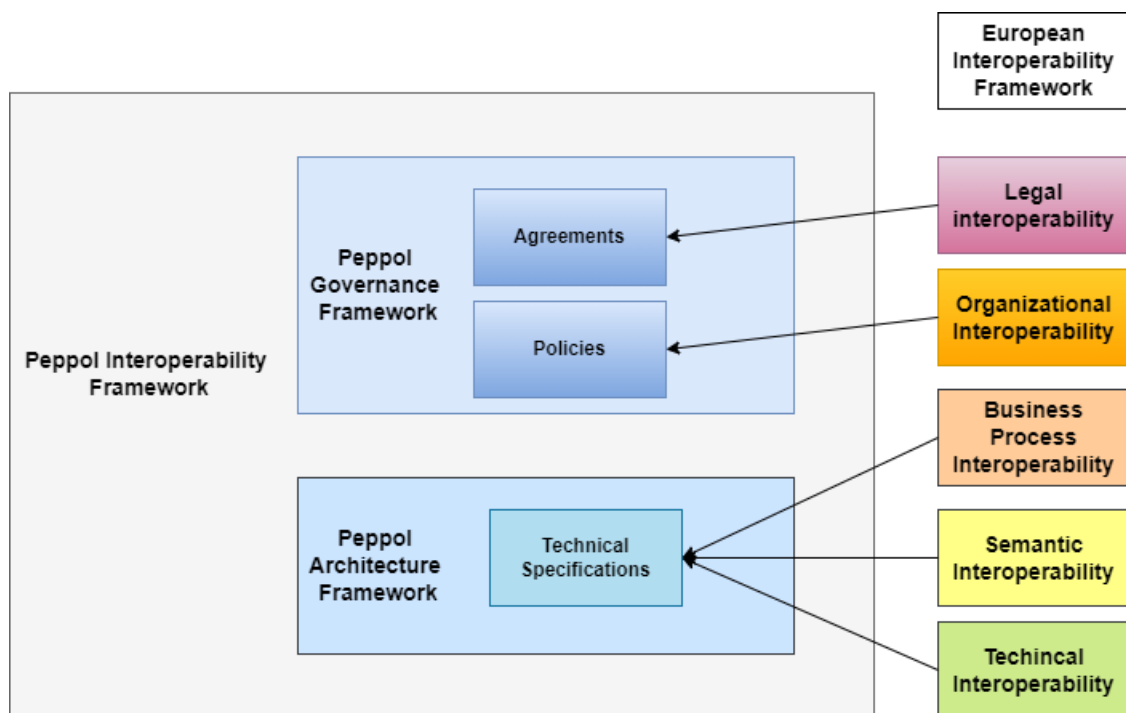 European
Interoperability
Framework
Peppol Interoperability
Framework
Peppol
Governance
Framework
Agreements
Policies
Legal
interoperability
Organizational
Interoperability
Business
Process
Interoperability
Peppol
Architecture
Framework
Technical
Specifications
Semantic
Interoperability
Techincal
Interoperability